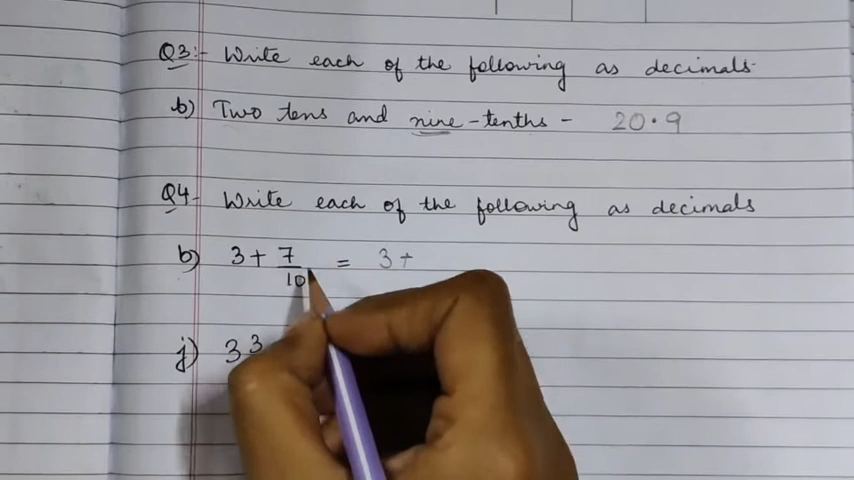 Q3:- Write each of the following as decimals
b) Two tens and nine-tenths - 20.9
Q4- Write each of the following as decimals
b) 3 + 7/10 = 3 +
j) 3 3